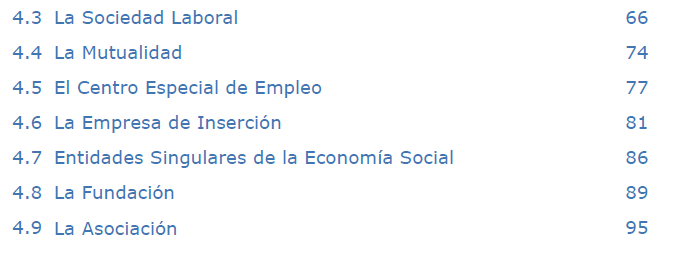 4.3 La Sociedad Laboral 66
4.4 La Mutualidad 74
4.5 El Centro Especial de Empleo 77
4.6 La Empresa de Inserción 81
4.7 Entidades Singulares de la Economía Social 86
4.8 La Fundación 89
4.9 La Asociación 95